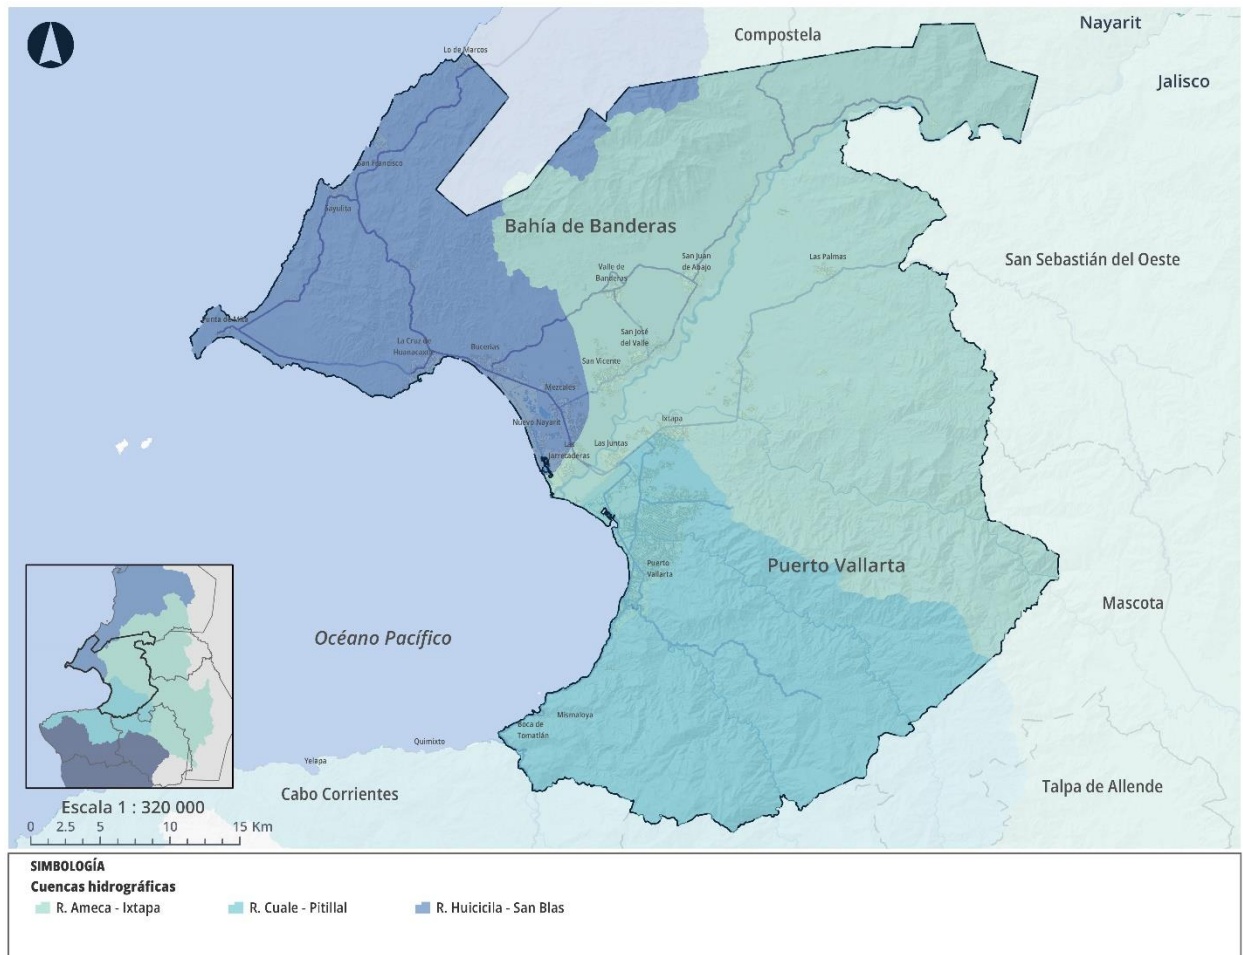 Nayarit
Compostela
Lo de Marcos
Jalisco
San Francisco
Sayulita
Bahía de Banderas
San Juan
de Abajo
Las Palmas
San Sebastián del Oeste
Valle de
Banderas
Punta de Mita
La Cruz de
Huanacaxtle
Bucerías
San José
del Valle
San Vicente
Mezcales
Nuevo Nayarit
Ixtapa
Las
Jarretaderas
Las Juntas
Puerto
Vallarta
Puerto Vallarta
Mascota
Océano Pacífico
Mismaloya
Boca de
Tomatlán
Quimixto
Yelapa
Cabo Corrientes
Talpa de Allende
Escala 1 : 320 000
0 2.5 5 10 15 Km
SIMBOLOGÍA
Cuencas hidrográficas
R. Ameca - Ixtapa
R. Cuale - Pitillal
R. Huicicila - San Blas